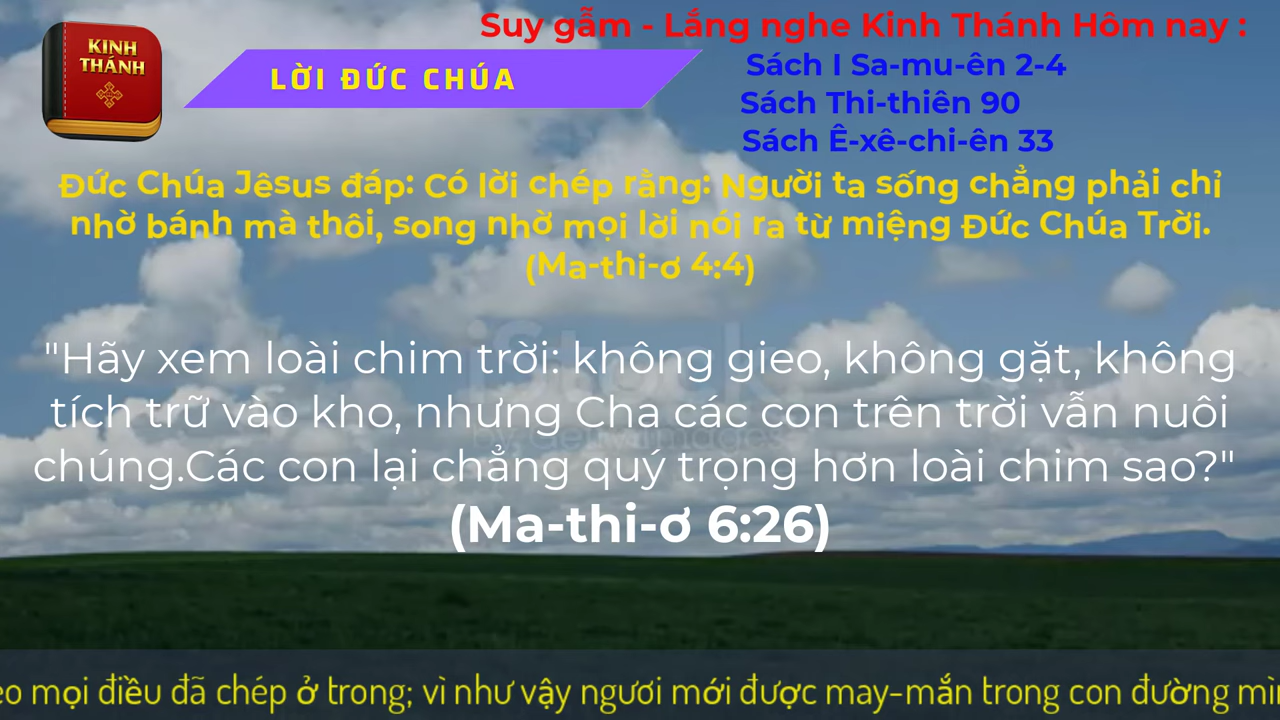 KINH
THÁNH
LỜI ĐỨC CHÚA
Suy gẫm - Lắng nghe Kinh Thánh Hôm nay :
Sách I Sa-mu-ên 2-4
Sách Thi-thiên 90
Sách Ê-xê-chi-ên 33
Đức Chúa Jêsus đáp: Có lời chép rằng: Người ta sống chẳng phải chỉ
nhờ bánh mà thôi, song nhờ mọi lời nói ra từ miệng Đức Chúa Trời.
(Ma-thi-ơ 4:4)
iStock
by Getty Images
"Hãy xem loài chim trời: không gieo, không gặt, không
tích trữ vào kho, nhưng Cha các con trên trời vẫn nuôi
chúng.Các con lại chẳng quý trọng hơn loài chim sao?"
(Ma-thi-ơ 6:26)
eo mọi điều đã chép ở trong; vì như vậy ngươi mới được may-mắn trong con đường mì